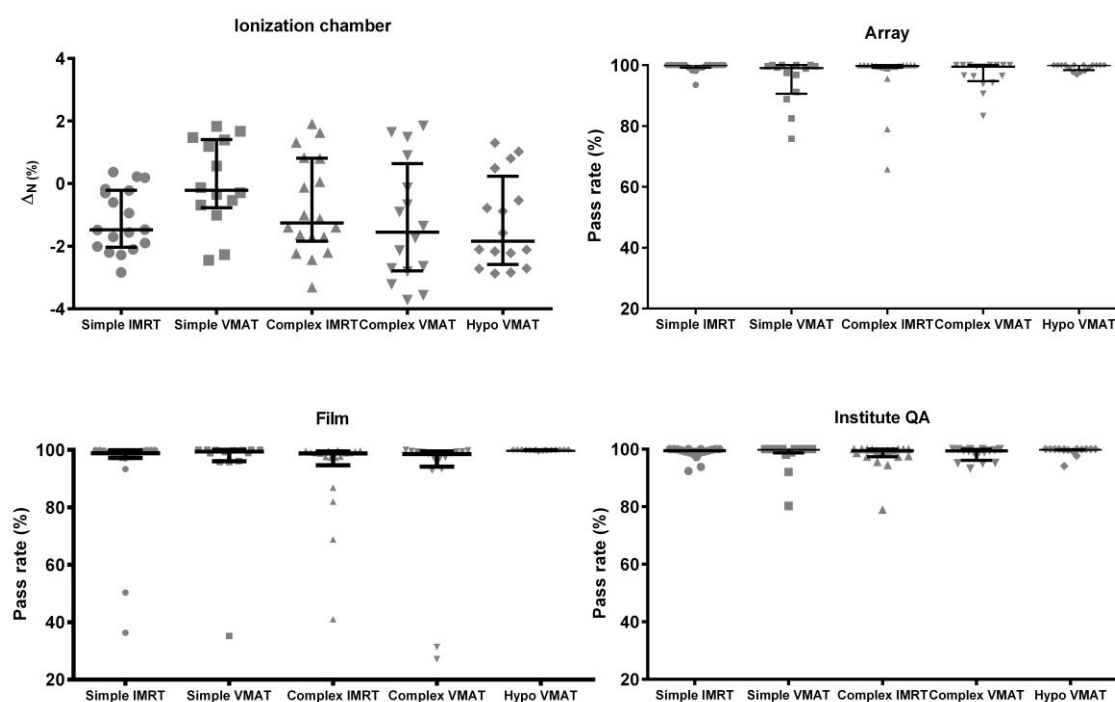 Ionization chamber
4
2
0
-2
-4
ΔN (%)
Simple IMRT Simple VMAT Complex IMRT Complex VMAT Hypo VMAT
Array
100
80
60
40
20
Pass rate (%)
Simple IMRT Simple VMAT Complex IMRT Complex VMAT Hypo VMAT
Film
100
80
60
40
20
Pass rate (%)
Simple IMRT Simple VMAT Complex IMRT Complex VMAT Hypo VMAT
Institute QA
100
80
60
40
20
Pass rate (%)
Simple IMRT Simple VMAT Complex IMRT Complex VMAT Hypo VMAT